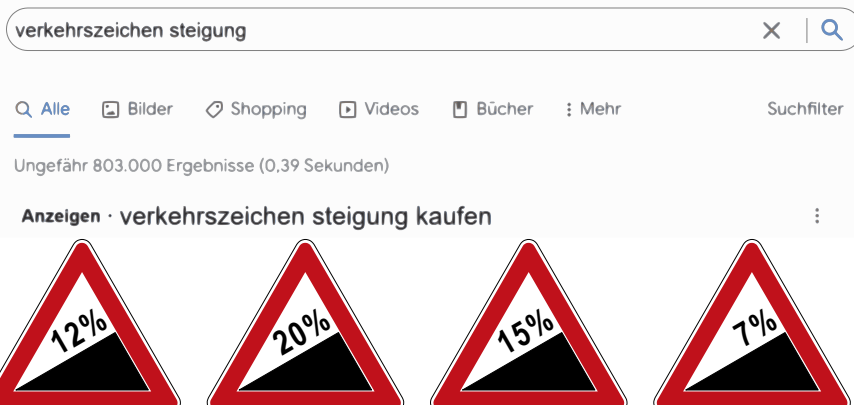 verkehrszeichen steigung
Alle Bilder Shopping Videos Bücher Mehr Suchfilter
Ungefähr 803.000 Ergebnisse (0,39 Sekunden)
Anzeigen · verkehrszeichen steigung kaufen
12% 20% 15% 7%